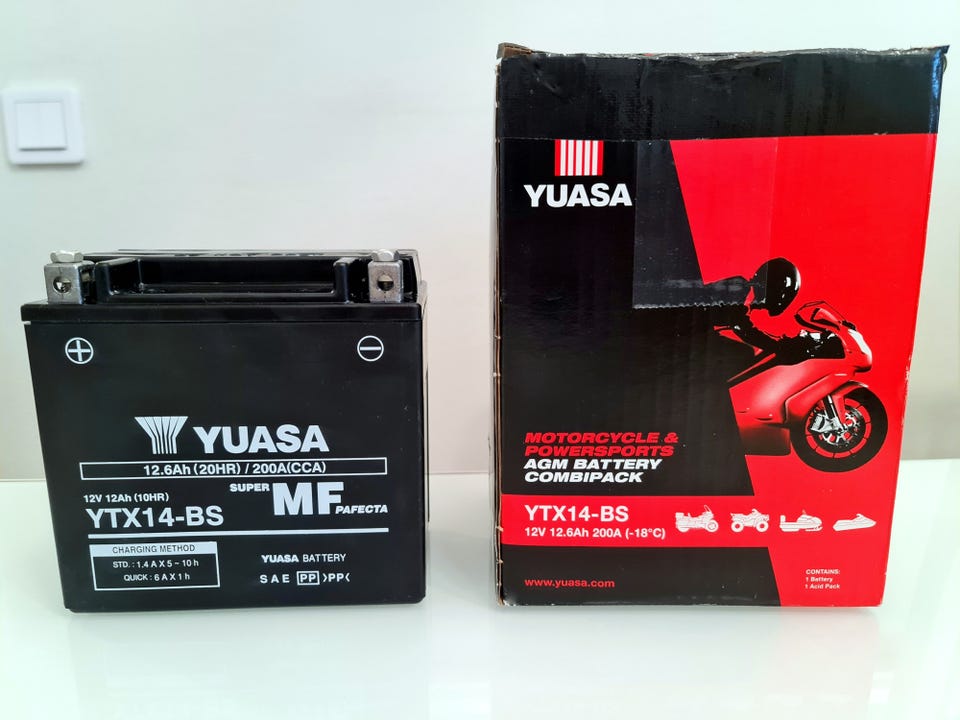 +
−
YUASA
12.6Ah (20HR) / 200A(CCA)
12V 12Ah (10HR)
SUPER MF PAFECTA
YTX14-BS
CHARGING METHOD
STD. : 1.4 A X 5 ~ 10 h
QUICK : 6 A X 1 h
YUASA BATTERY
S A E PP >PP<
YUASA
MOTORCYCLE &
POWERSPORTS
AGM BATTERY
COMBIPACK
YTX14-BS
12V 12.6Ah 200A (-18°C)
www.yuasa.com
CONTAINS:
1 Battery
1 Acid Pack